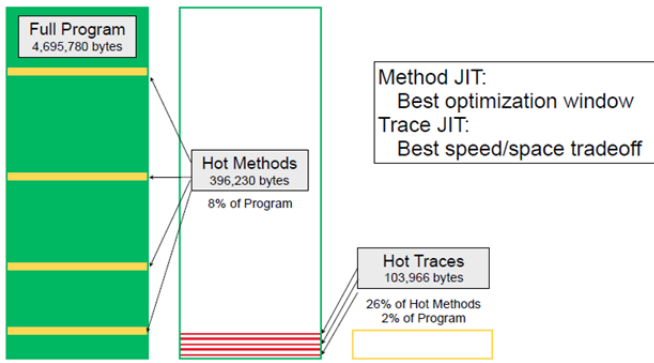 Full Program
4,695,780 bytes
Method JIT:
Best optimization window
Trace JIT:
Best speed/space tradeoff
Hot Methods
396,230 bytes
8% of Program
Hot Traces
103,966 bytes
26% of Hot Methods
2% of Program